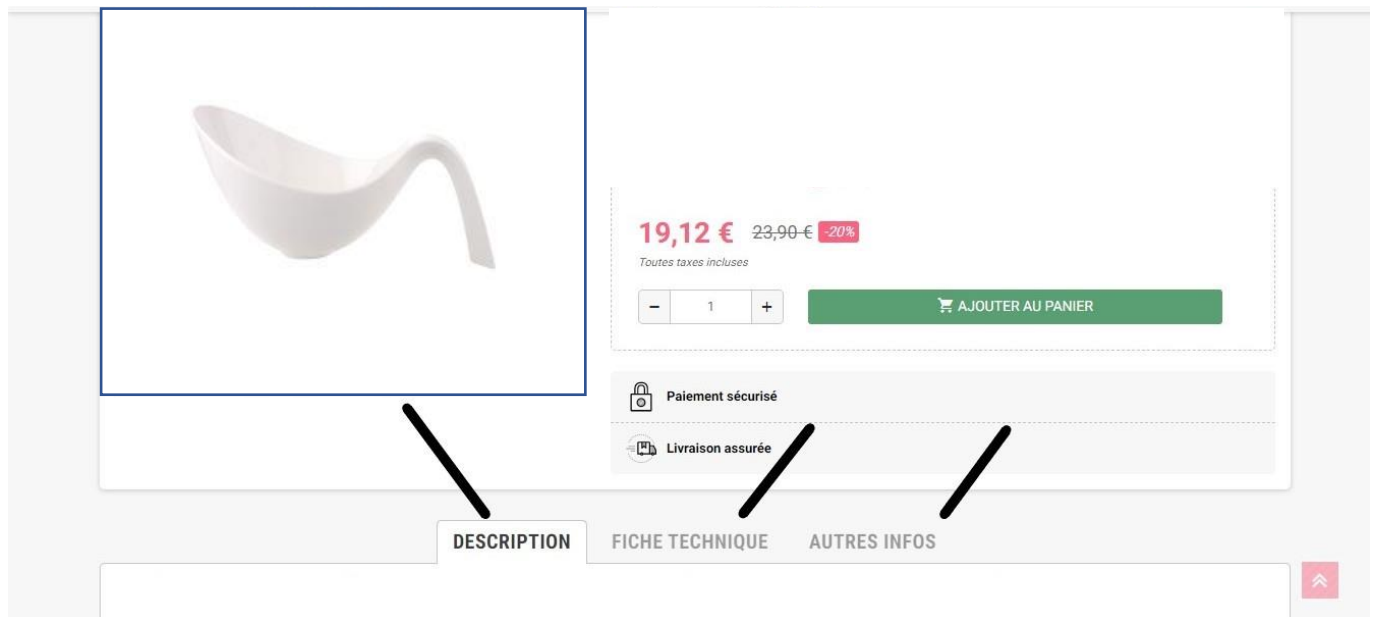 19,12 € 23,90 € -20%
Toutes taxes incluses
− 1 + AJOUTER AU PANIER
Paiement sécurisé
Livraison assurée
DESCRIPTION FICHE TECHNIQUE AUTRES INFOS